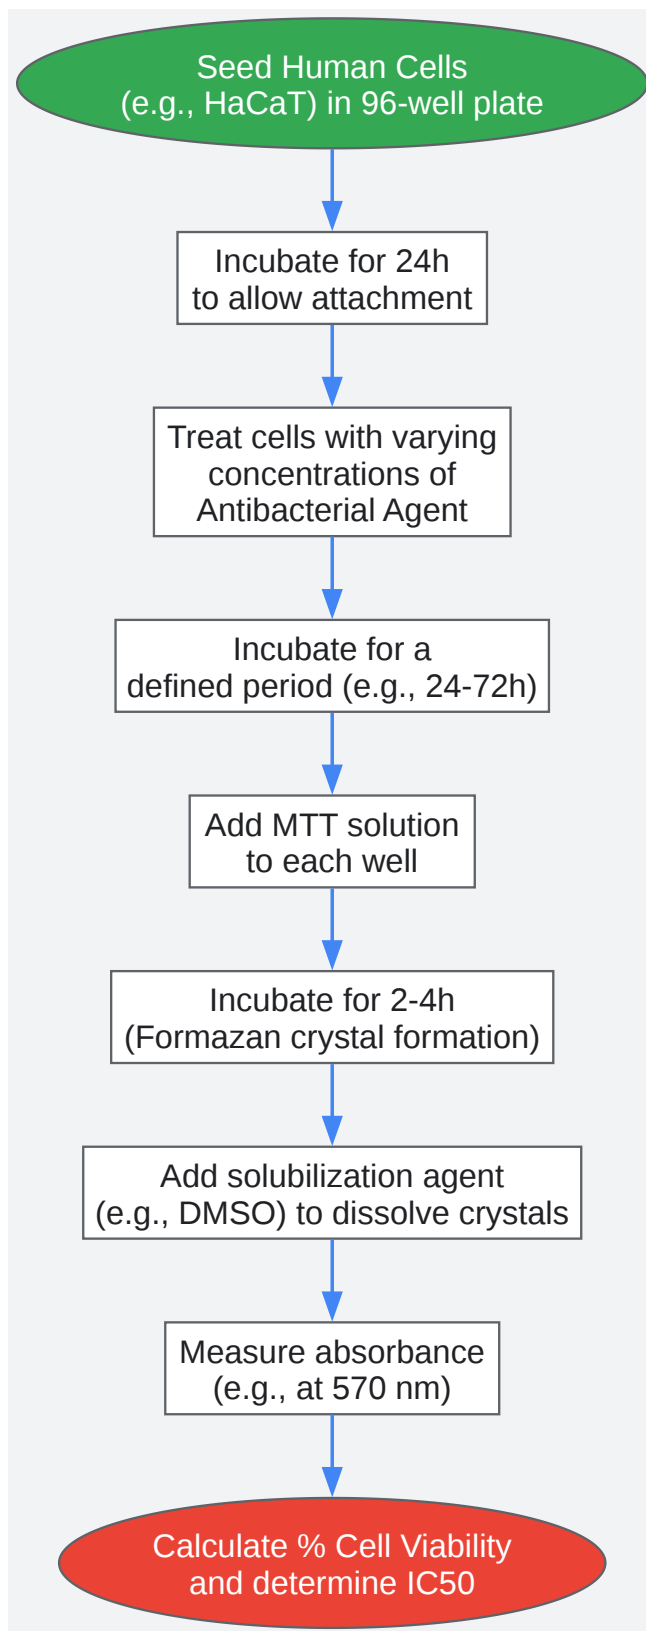 Seed Human Cells
(e.g., HaCaT) in 96-well plate
Incubate for 24h
to allow attachment
Treat cells with varying
concentrations of
Antibacterial Agent
Incubate for a
defined period (e.g., 24-72h)
Add MTT solution
to each well
Incubate for 2-4h
(Formazan crystal formation)
Add solubilization agent
(e.g., DMSO) to dissolve crystals
Measure absorbance
(e.g., at 570 nm)
Calculate % Cell Viability
and determine IC50